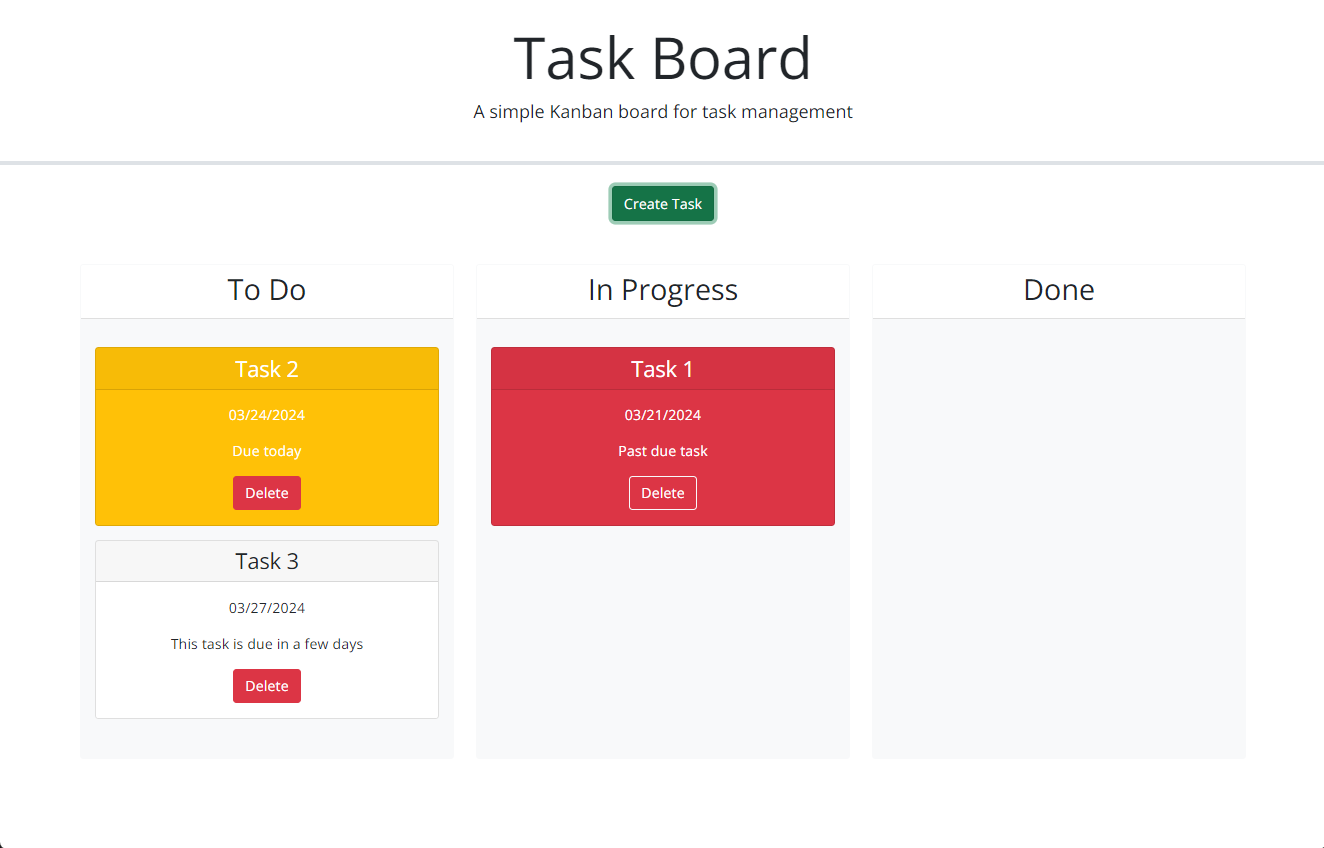 Task Board
A simple Kanban board for task management
Create Task
To Do
Task 2
03/24/2024
Due today
Delete
Task 3
03/27/2024
This task is due in a few days
Delete
In Progress
Task 1
03/21/2024
Past due task
Delete
Done